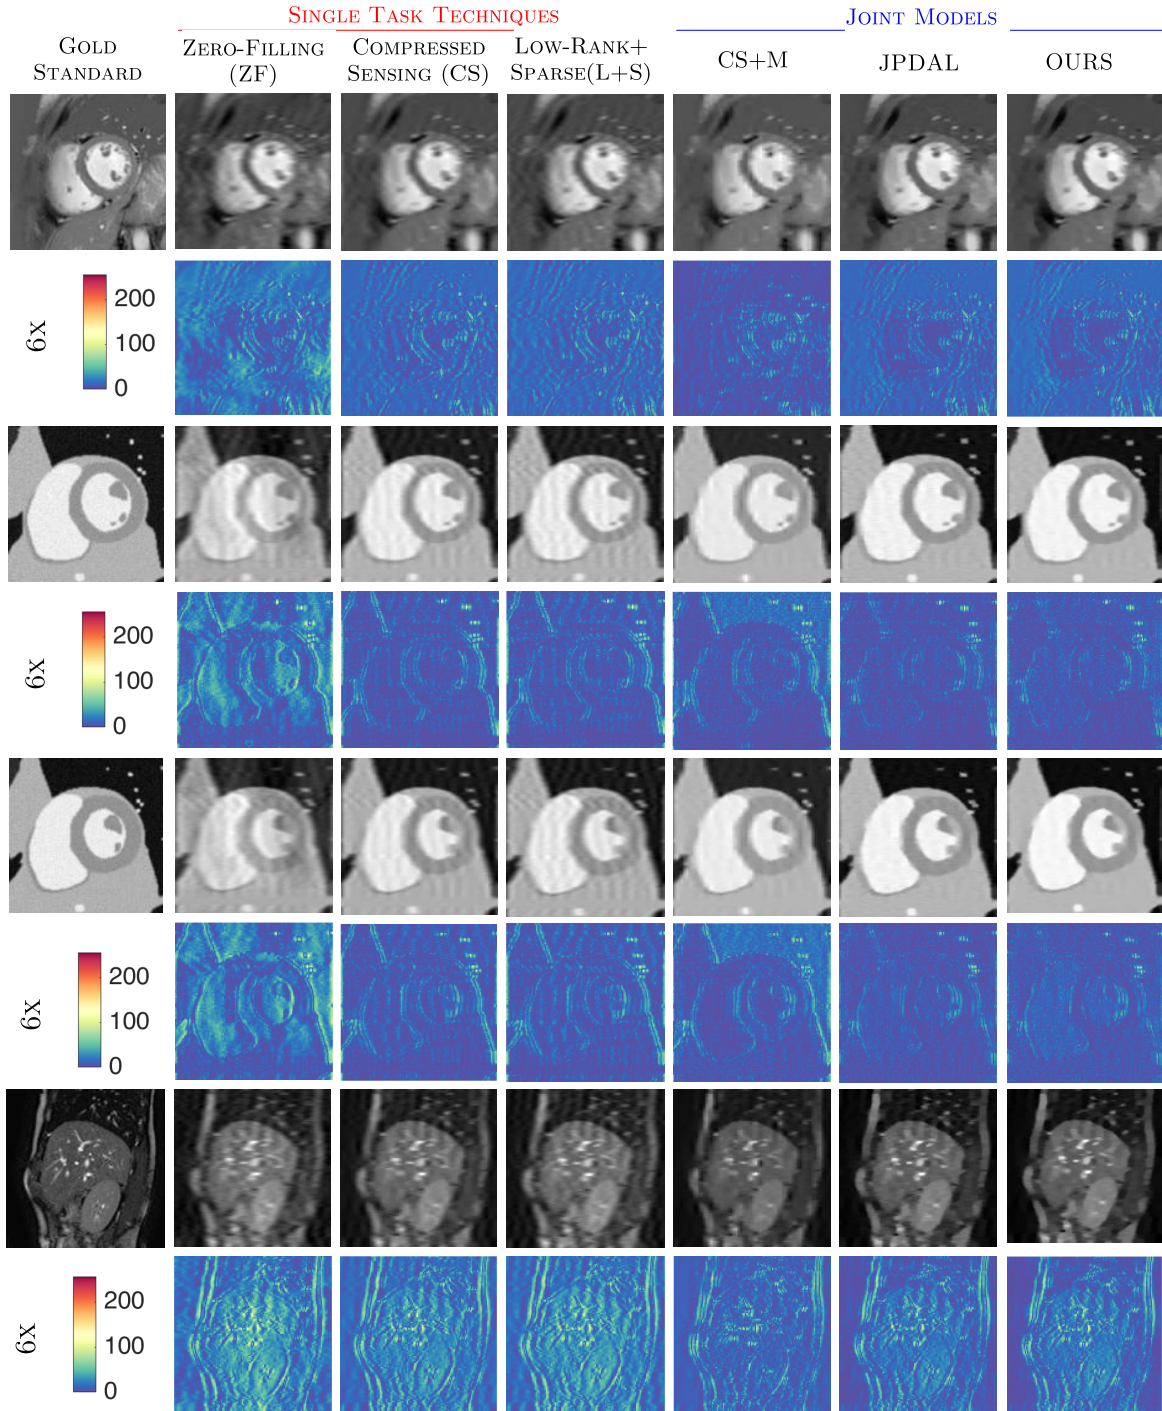 SINGLE TASK TECHNIQUES
JOINT MODELS
GOLD
STANDARD
ZERO-FILLING
(ZF)
COMPRESSED
SENSING (CS)
LOW-RANK+
SPARSE(L+S)
CS+M
JPDAL
OURS
6x
200
100
0
6x
200
100
0
6x
200
100
0
6x
200
100
0